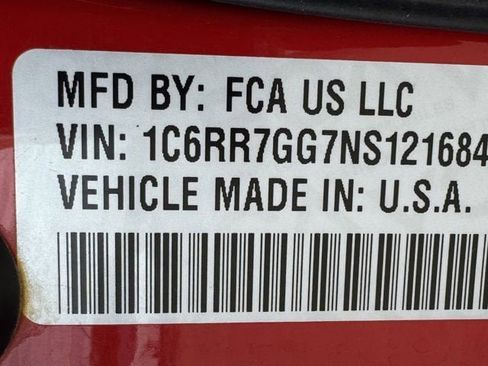 MFD BY: FCA US LLC
VIN: 1C6RR7GG7NS121684
VEHICLE MADE IN: U.S.A.